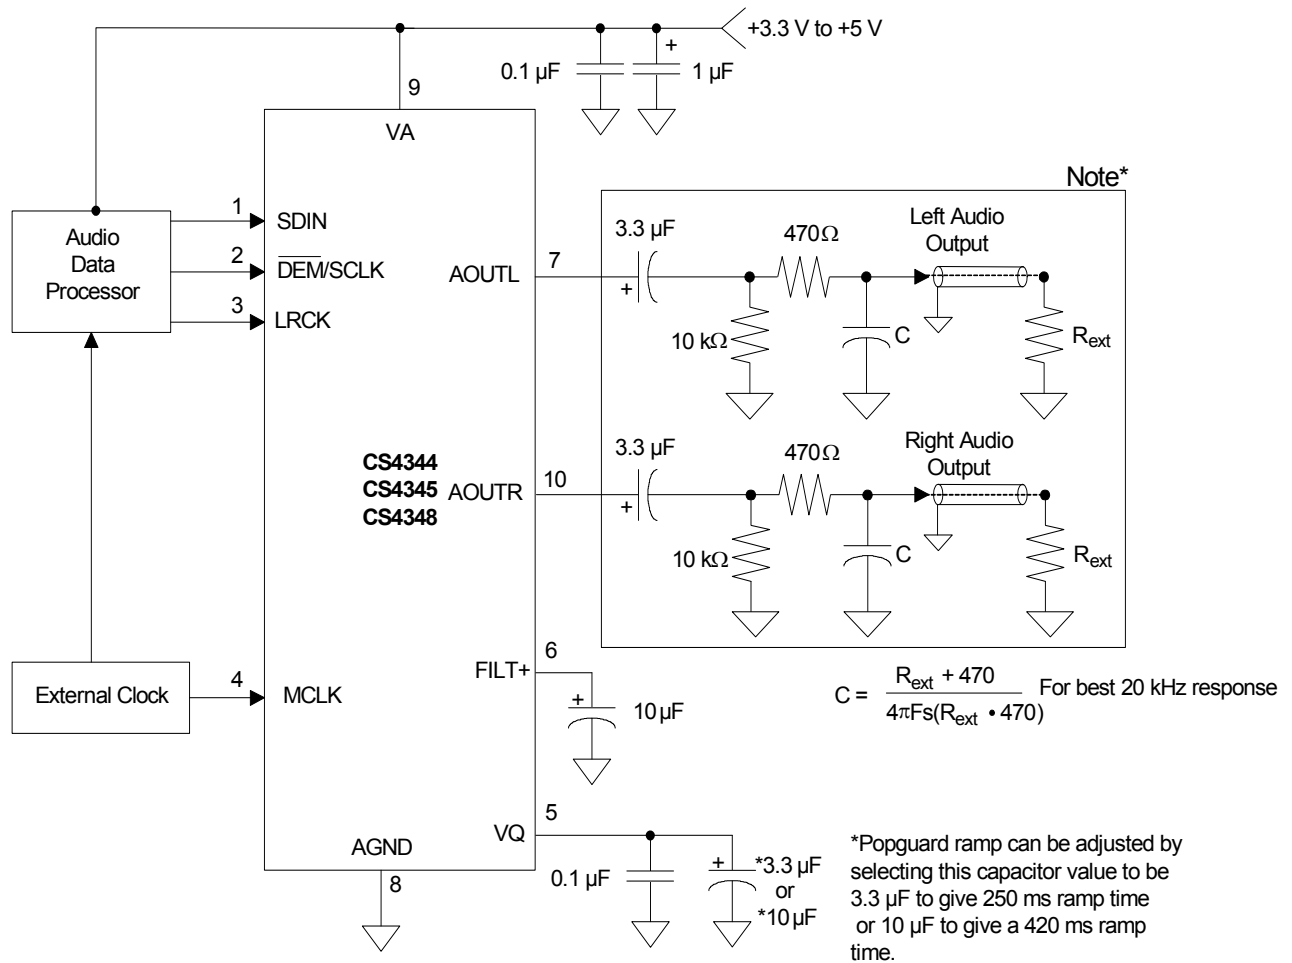 +3.3 V to +5 V
0.1 µF
+
1 µF
9
VA
Note*
Audio
Data
Processor
1
SDIN
2
DEM/SCLK
3
LRCK
AOUTL
7
3.3 µF
+
470Ω
10 kΩ
C
Left Audio
Output
Rext
CS4344
CS4345
CS4348
AOUTR
10
3.3 µF
+
470Ω
10 kΩ
C
Right Audio
Output
Rext
External Clock
4
MCLK
FILT+
6
+
10 µF
C = Rext + 470
4πFs(Rext • 470)
For best 20 kHz response
VQ
5
0.1 µF
+
*3.3 µF
or
*10 µF
AGND
8
*Popguard ramp can be adjusted by
selecting this capacitor value to be
3.3 µF to give 250 ms ramp time
or 10 µF to give a 420 ms ramp
time.